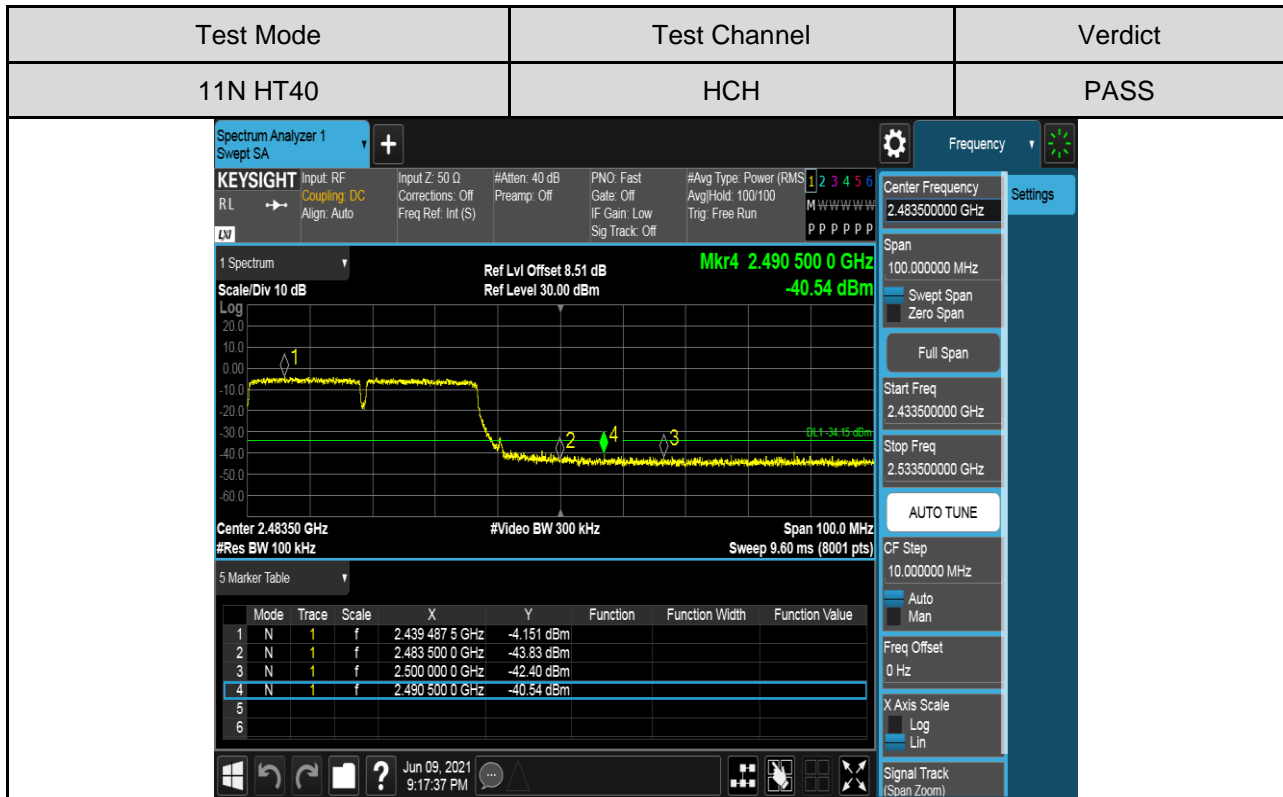 Test Mode Test Channel Verdict
11N HT40 HCH PASS
Spectrum Analyzer 1
Swept SA
+
Frequency
KEYSIGHT Input: RF Input Z: 50 Ω #Atten: 40 dB PNO: Fast #Avg Type: Power (RMS 1 2 3 4 5 6
RL Coupling: DC Corrections: Off Preamp: Off Gate: Off Avg|Hold: 100/100 M W W W W W
Align: Auto Freq Ref: Int (S) IF Gain: Low Trig: Free Run
LXI Sig Track: Off P P P P P P
1 Spectrum
Ref Lvl Offset 8.51 dB
Mkr4 2.490 500 0 GHz
Scale/Div 10 dB
Ref Level 30.00 dBm
-40.54 dBm
Log
20.0
10.0
0.00
-10.0
-20.0
-30.0
-40.0
-50.0
-60.0
1
2
4
3
DL1 -34.15 dBm
Center 2.48350 GHz #Video BW 300 kHz Span 100.0 MHz
#Res BW 100 kHz Sweep 9.60 ms (8001 pts)
5 Marker Table
Mode Trace Scale X Y Function Function Width Function Value
1 N 1 f 2.439 487 5 GHz -4.151 dBm
2 N 1 f 2.483 500 0 GHz -43.83 dBm
3 N 1 f 2.500 000 0 GHz -42.40 dBm
4 N 1 f 2.490 500 0 GHz -40.54 dBm
5
6
?
Jun 09, 2021
9:17:37 PM
Center Frequency
2.483500000 GHz
Settings
Span
100.000000 MHz
Swept Span
Zero Span
Full Span
Start Freq
2.433500000 GHz
Stop Freq
2.533500000 GHz
AUTO TUNE
CF Step
10.000000 MHz
Auto
Man
Freq Offset
0 Hz
X Axis Scale
Log
Lin
Signal Track
(Span Zoom)